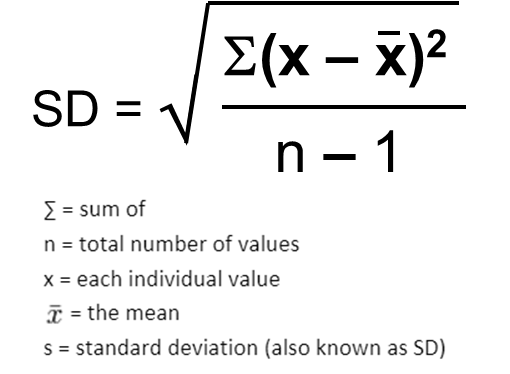 SD = √(Σ(x – x̄)² / n – 1)
∑ = sum of
n = total number of values
x = each individual value
x̄ = the mean
s = standard deviation (also known as SD)